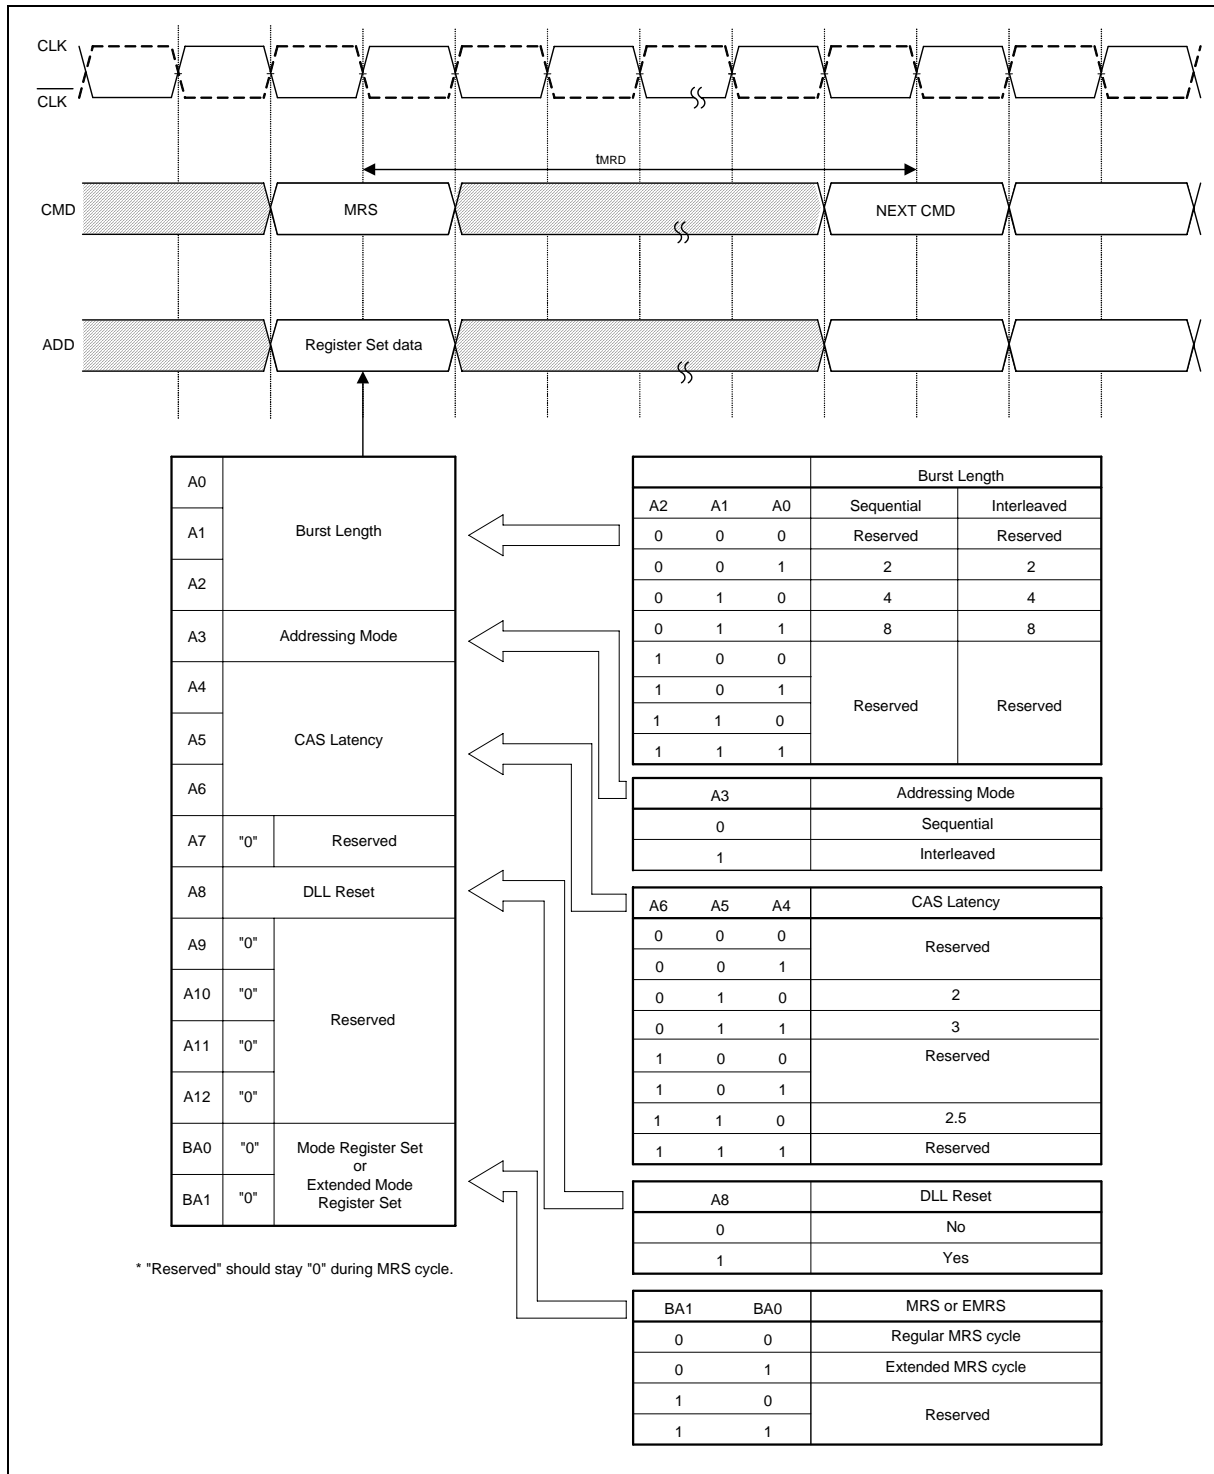 CLK
CLK
tMRD
CMD MRS NEXT CMD
ADD Register Set data
A0
A1 Burst Length
A2
A3 Addressing Mode
A4
A5 CAS Latency
A6
A7 "0" Reserved
A8 DLL Reset
A9 "0"
A10 "0"
Reserved
A11 "0"
A12 "0"
BA0 "0" Mode Register Set
or
Extended Mode
BA1 "0" Register Set
* "Reserved" should stay "0" during MRS cycle.
Burst Length
A2 A1 A0 Sequential Interleaved
0 0 0 Reserved Reserved
0 0 1 2 2
0 1 0 4 4
0 1 1 8 8
1 0 0
1 0 1
Reserved Reserved
1 1 0
1 1 1
A3 Addressing Mode
0 Sequential
1 Interleaved
A6 A5 A4 CAS Latency
0 0 0
Reserved
0 0 1
0 1 0 2
0 1 1 3
1 0 0 Reserved
1 0 1
1 1 0 2.5
1 1 1 Reserved
A8 DLL Reset
0 No
1 Yes
BA1 BA0 MRS or EMRS
0 0 Regular MRS cycle
0 1 Extended MRS cycle
1 0
Reserved
1 1